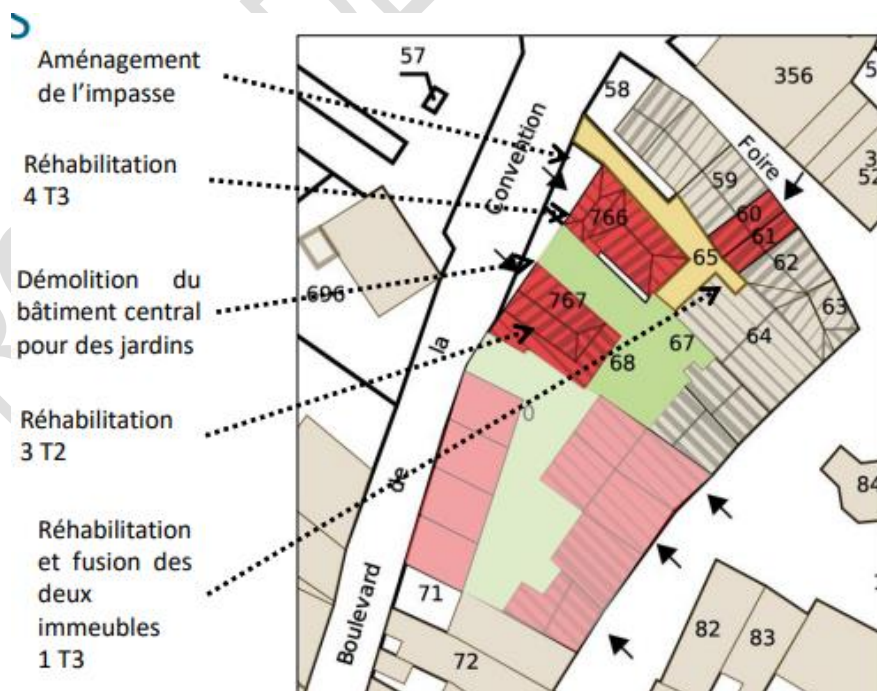 S
Aménagement
de l'impasse
Réhabilitation
4 T3
Démolition du
bâtiment central
pour des jardins
Réhabilitation
3 T2
Réhabilitation
et fusion des
deux
immeubles
1 T3
57
58
356
Convention
Foire
52
59
766
60
61
65
62
696
767
63
64
67
68
la
0
de
84
71
Boulevard
72
82
83